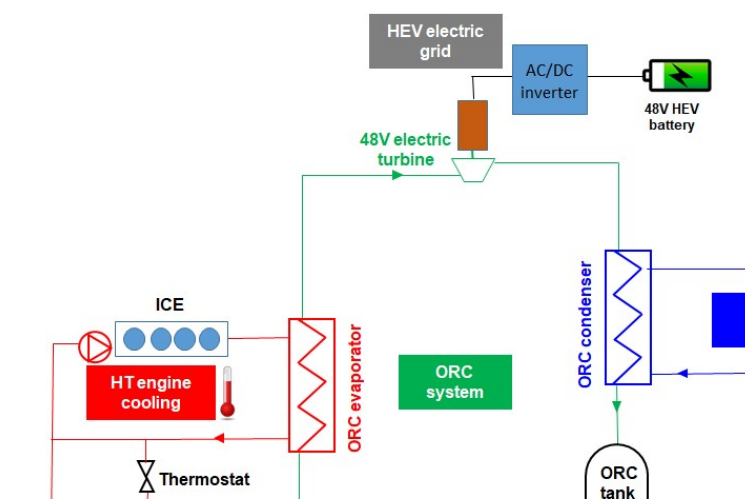 HEV electric
grid
AC/DC
inverter
48V HEV
battery
48V electric
turbine
ORC condenser
ICE
HT engine
cooling
ORC evaporator
ORC
system
Thermostat
ORC
tank